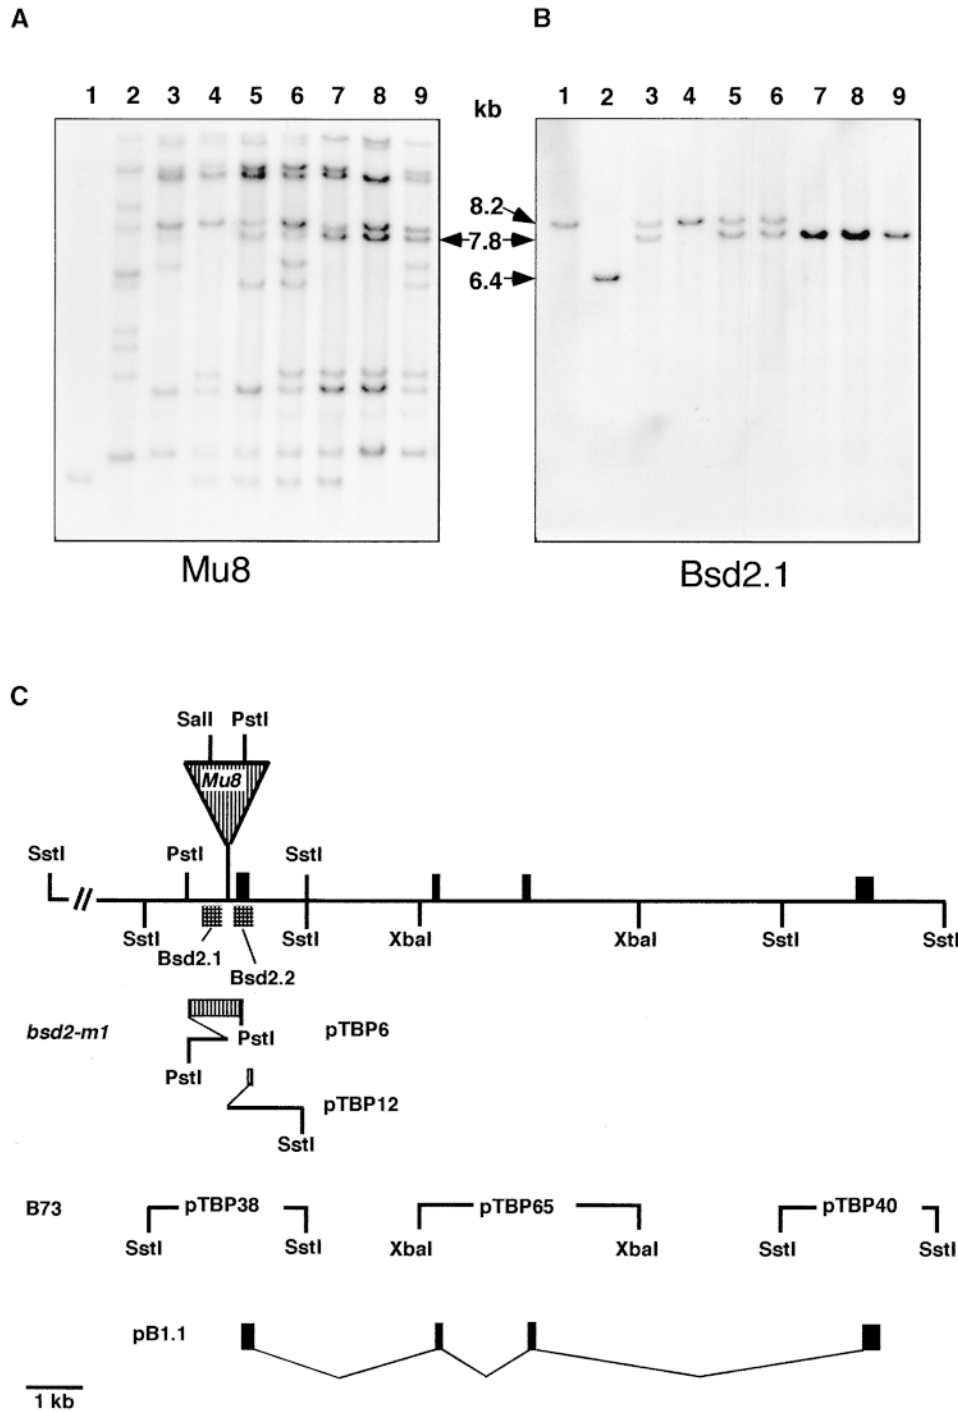 A
B
1 2 3 4 5 6 7 8 9
kb
1 2 3 4 5 6 7 8 9
8.2
7.8
6.4
Mu8
Bsd2.1
C
SalI PstI
Mu8
SstI PstI SstI
SstI SstI XbaI XbaI SstI SstI
Bsd2.1
Bsd2.2
bsd2-m1 PstI pTBP6
PstI
pTBP12
SstI
B73 pTBP38 pTBP65 pTBP40
SstI SstI XbaI XbaI SstI SstI
pB1.1
1 kb